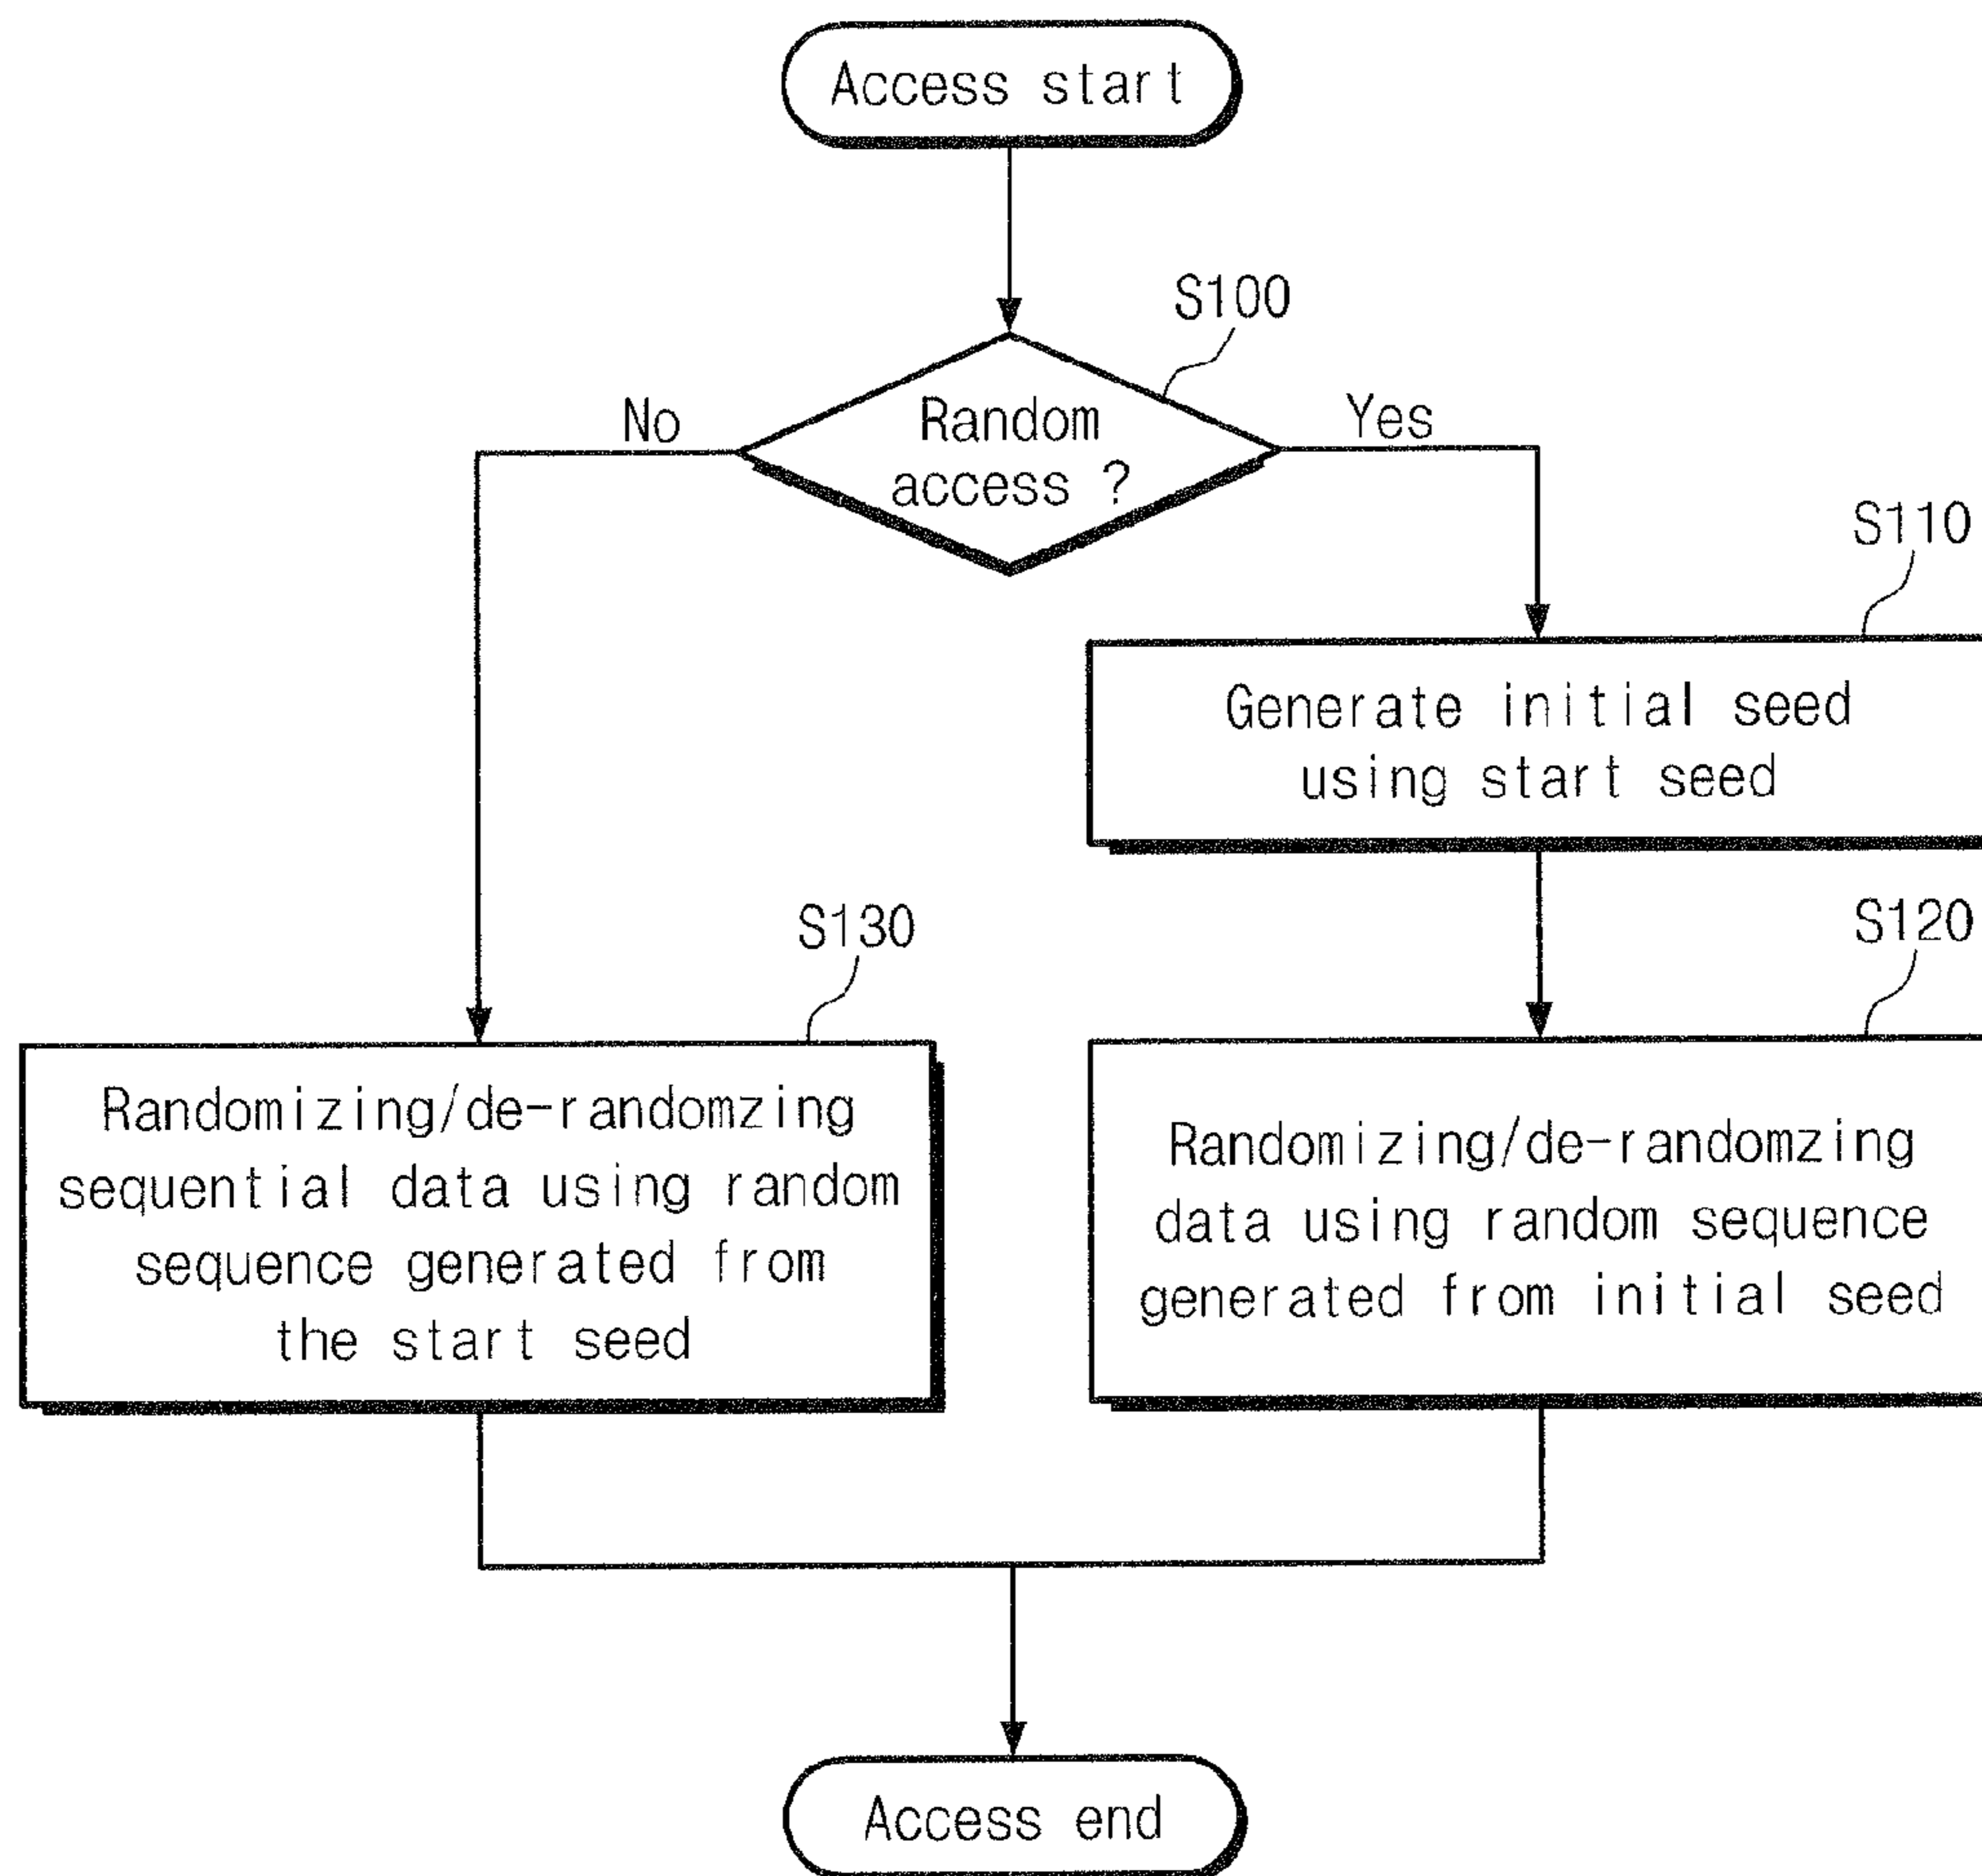 Access start
S100
No
Yes
Random
access ?
S110
Generate initial seed
using start seed
S130
S120
Randomizing/de-randomzing
sequential data using random
sequence generated from
the start seed
Randomizing/de-randomzing
data using random sequence
generated from initial seed
Access end